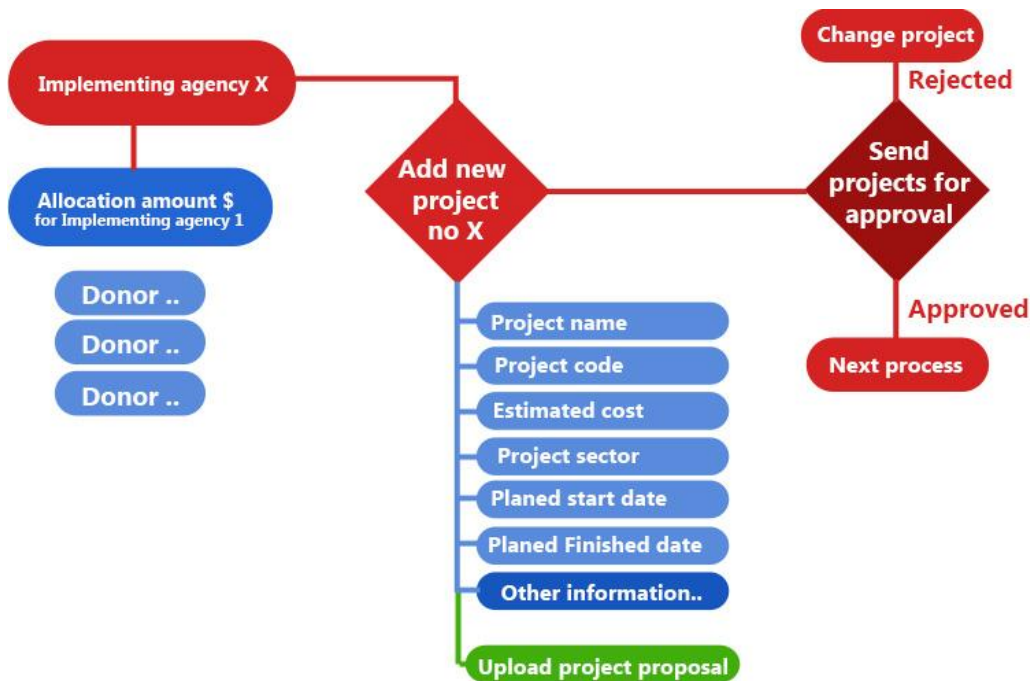 Implementing agency X
Allocation amount $
for Implementing agency 1
Donor ..
Donor ..
Donor ..
Add new
project
no X
Project name
Project code
Estimated cost
Project sector
Planed start date
Planed Finished date
Other information..
Upload project proposal
Change project
Rejected
Send
projects for
approval
Approved
Next process